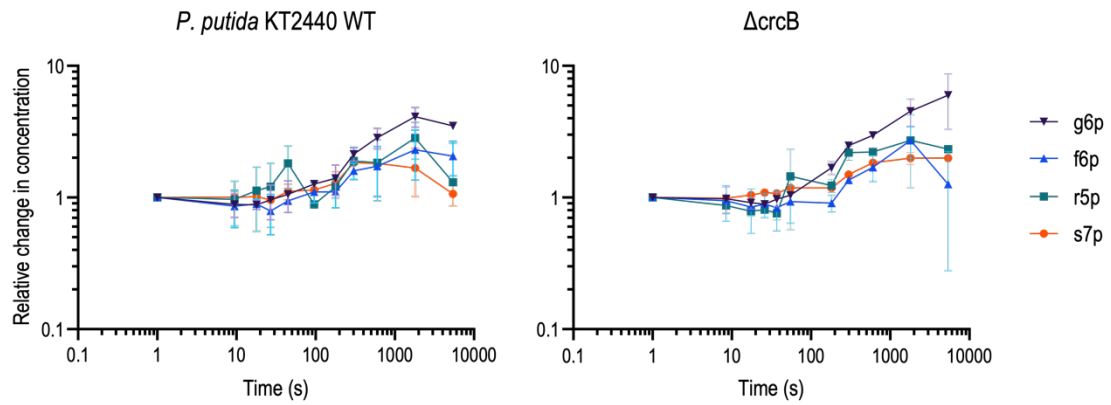 P. putida KT2440 WT
ΔcrcB
Relative change in concentration
10
1
0.1
0.1 1 10 100 1000 10000
Time (s)
10
1
0.1
0.1 1 10 100 1000 10000
Time (s)
g6p
f6p
r5p
s7p